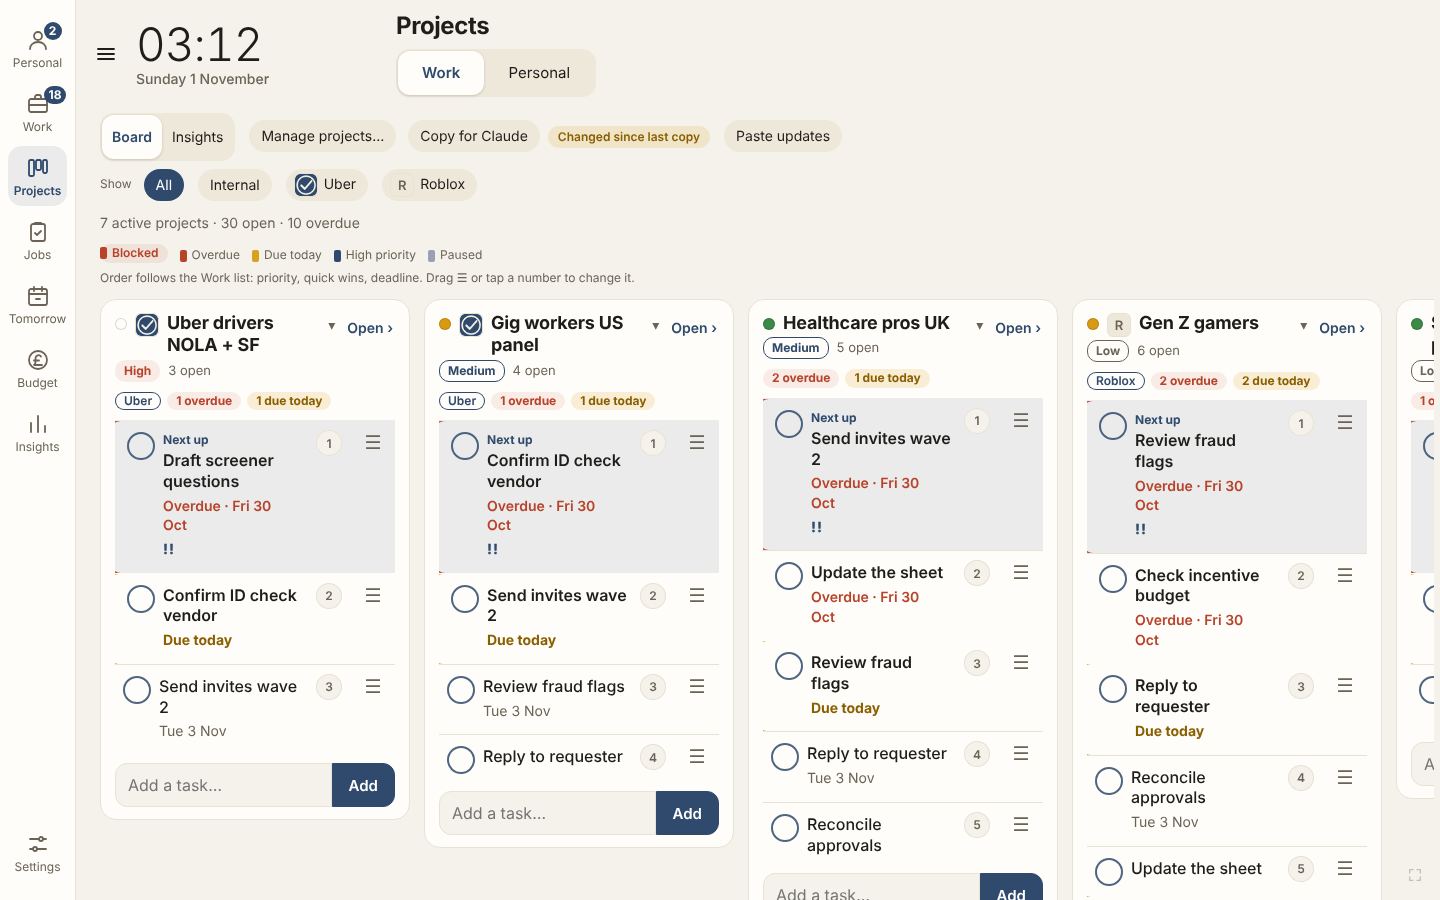 2
Personal
18
Work
Projects
Jobs
Tomorrow
Budget
Insights
Settings
03:12
Sunday 1 November
Projects
Work Personal
Board Insights Manage projects... Copy for Claude Changed since last copy Paste updates
Show All Internal Uber R Roblox
7 active projects · 30 open · 10 overdue
Blocked Overdue Due today High priority Paused
Order follows the Work list: priority, quick wins, deadline. Drag ☰ or tap a number to change it.
Uber drivers
NOLA + SF
▼ Open ›
High 3 open
Uber 1 overdue 1 due today
Next up
Draft screener
questions
1
Overdue · Fri 30
Oct
!!
Confirm ID check
vendor
2
Due today
Send invites wave
2
3
Tue 3 Nov
Add a task... Add
Gig workers US
panel
▼ Open ›
Medium 4 open
Uber 1 overdue 1 due today
Next up
Confirm ID check
vendor
1
Overdue · Fri 30
Oct
!!
Send invites wave
2
2
Due today
Review fraud flags 3
Tue 3 Nov
Reply to requester 4
Add a task... Add
Healthcare pros UK ▼ Open ›
Medium 5 open
2 overdue 1 due today
Next up
Send invites wave
2
1
Overdue · Fri 30
Oct
!!
Update the sheet 2
Overdue · Fri 30
Oct
Review fraud
flags
3
Due today
Reply to requester 4
Tue 3 Nov
Reconcile
approvals
5
Add a task... Add
R Gen Z gamers ▼ Open ›
Low 6 open
Roblox 2 overdue 2 due today
Next up
Review fraud
flags
1
Overdue · Fri 30
Oct
!!
Check incentive
budget
2
Overdue · Fri 30
Oct
Reply to
requester
3
Due today
Reconcile
approvals
4
Tue 3 Nov
Update the sheet 5